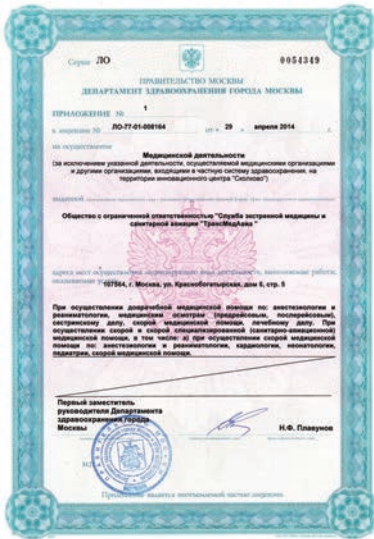 Серия ЛО
0054349
ПРАВИТЕЛЬСТВО МОСКВЫ
ДЕПАРТАМЕНТ ЗДРАВООХРАНЕНИЯ ГОРОДА МОСКВЫ
ПРИЛОЖЕНИЕ № 1
к лицензии № ЛО-77-01-008164 от « 29 » апреля 2014 г.
на осуществление
Медицинской деятельности
(за исключением указанной деятельности, осуществляемой медицинскими организациями
и другими организациями, входящими в частную систему здравоохранения, на
территории инновационного центра "Сколково")
Общество с ограниченной ответственностью "Служба экстренной медицины и
санитарной авиации "ТрансМедАвиа"
107564, г. Москва, ул. Краснобогатырская, дом 6, стр. 5
При осуществлении доврачебной медицинской помощи по: анестезиологии и
реаниматологии, медицинским осмотрам (предрейсовым, послерейсовым),
сестринскому делу, скорой медицинской помощи, лечебному делу. При
осуществлении скорой и скорой специализированной (санитарно-авиационной)
медицинской помощи, в том числе: а) при осуществлении скорой медицинской
помощи по: анестезиологии и реаниматологии, кардиологии, неонатологии,
педиатрии, скорой медицинской помощи.
Первый заместитель
руководителя Департамента
здравоохранения города
Москвы
Н.Ф. Плавунов
Приложение является неотъемлемой частью лицензии